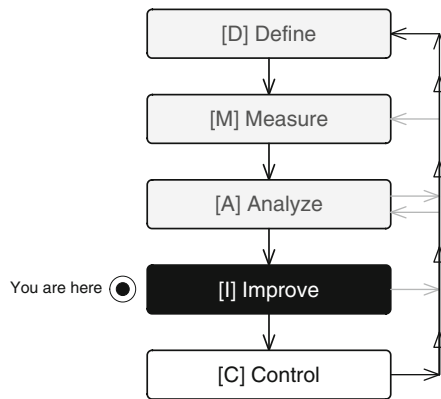 [D] Define
[M] Measure
[A] Analyze
You are here
[I] Improve
[C] Control